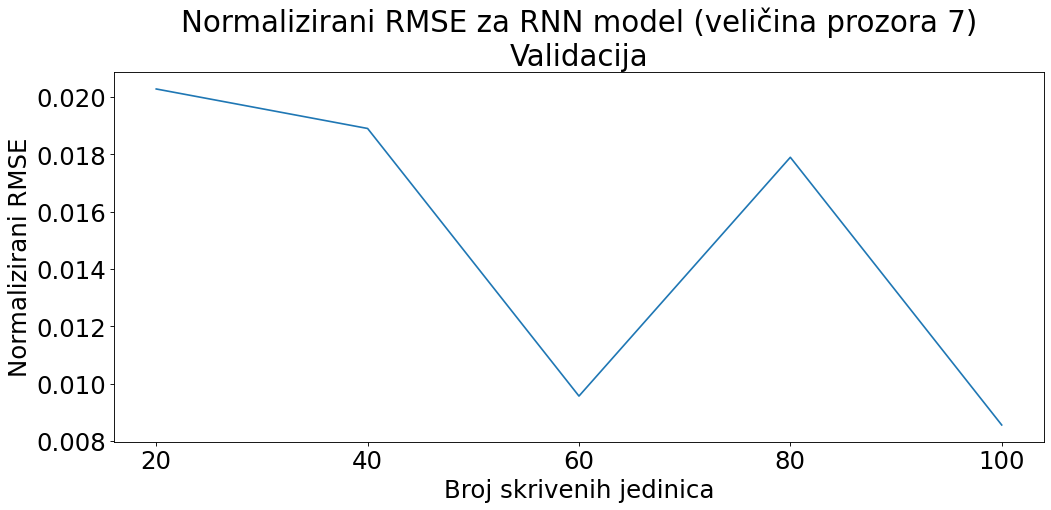 Normalizirani RMSE za RNN model (veličina prozora 7)
Validacija
Normalizirani RMSE
0.020
0.018
0.016
0.014
0.012
0.010
0.008
20 40 60 80 100
Broj skrivenih jedinica